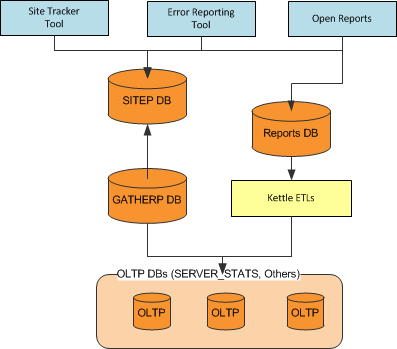 Site Tracker
Tool
Error Reporting
Tool
Open Reports
SITEP DB
Reports DB
GATHERP DB
Kettle ETLs
OLTP DBs (SERVER_STATS, Others)
OLTP
OLTP
OLTP